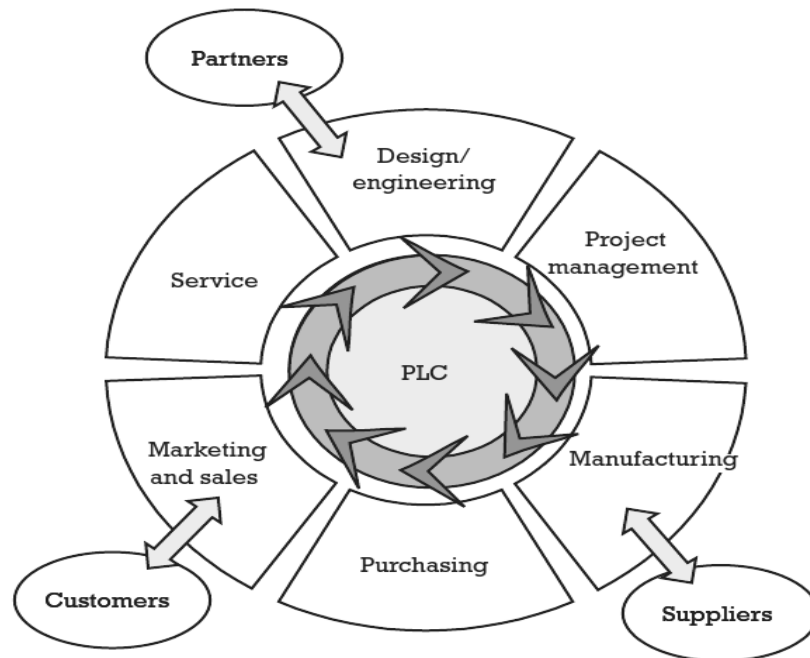 Partners
Design/
engineering
Project
management
Service
PLC
Marketing
and sales
Manufacturing
Purchasing
Customers
Suppliers